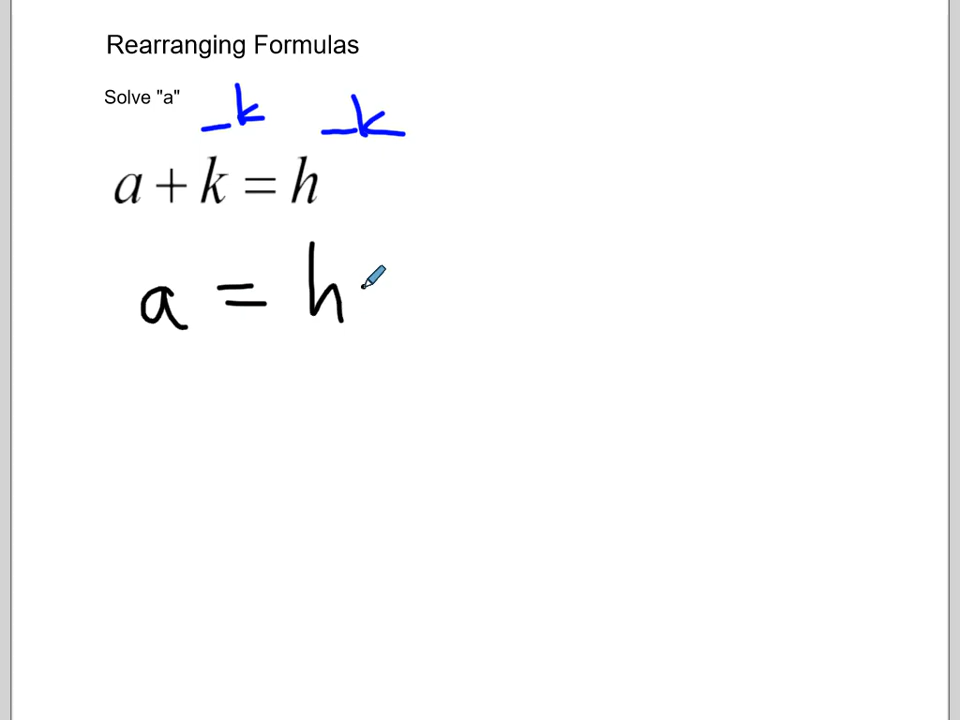 Rearranging Formulas
Solve "a"
-k -k
a + k = h
a = h